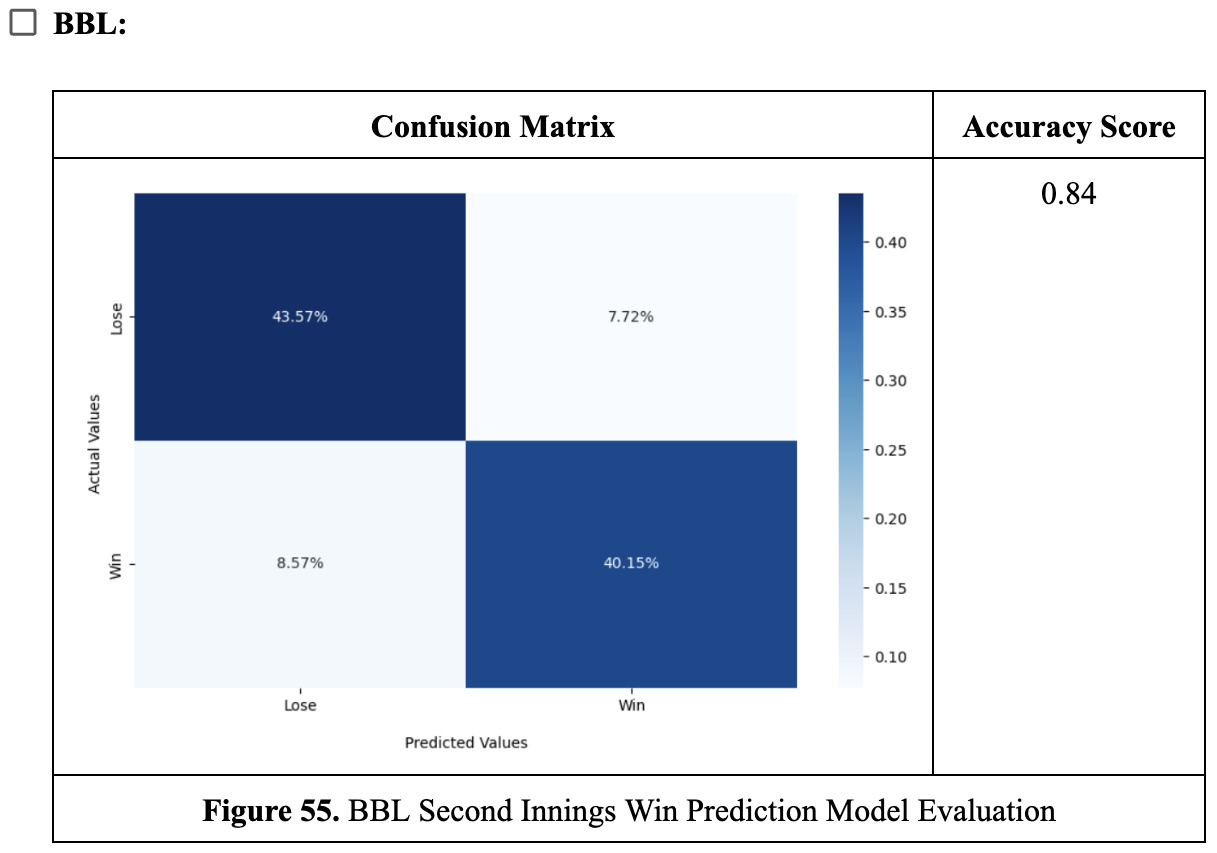 BBL:
Confusion Matrix
Accuracy Score
0.84
43.57%
7.72%
8.57%
40.15%
Lose
Win
Actual Values
Lose
Win
Predicted Values
0.40
0.35
0.30
0.25
0.20
0.15
0.10
Figure 55. BBL Second Innings Win Prediction Model Evaluation